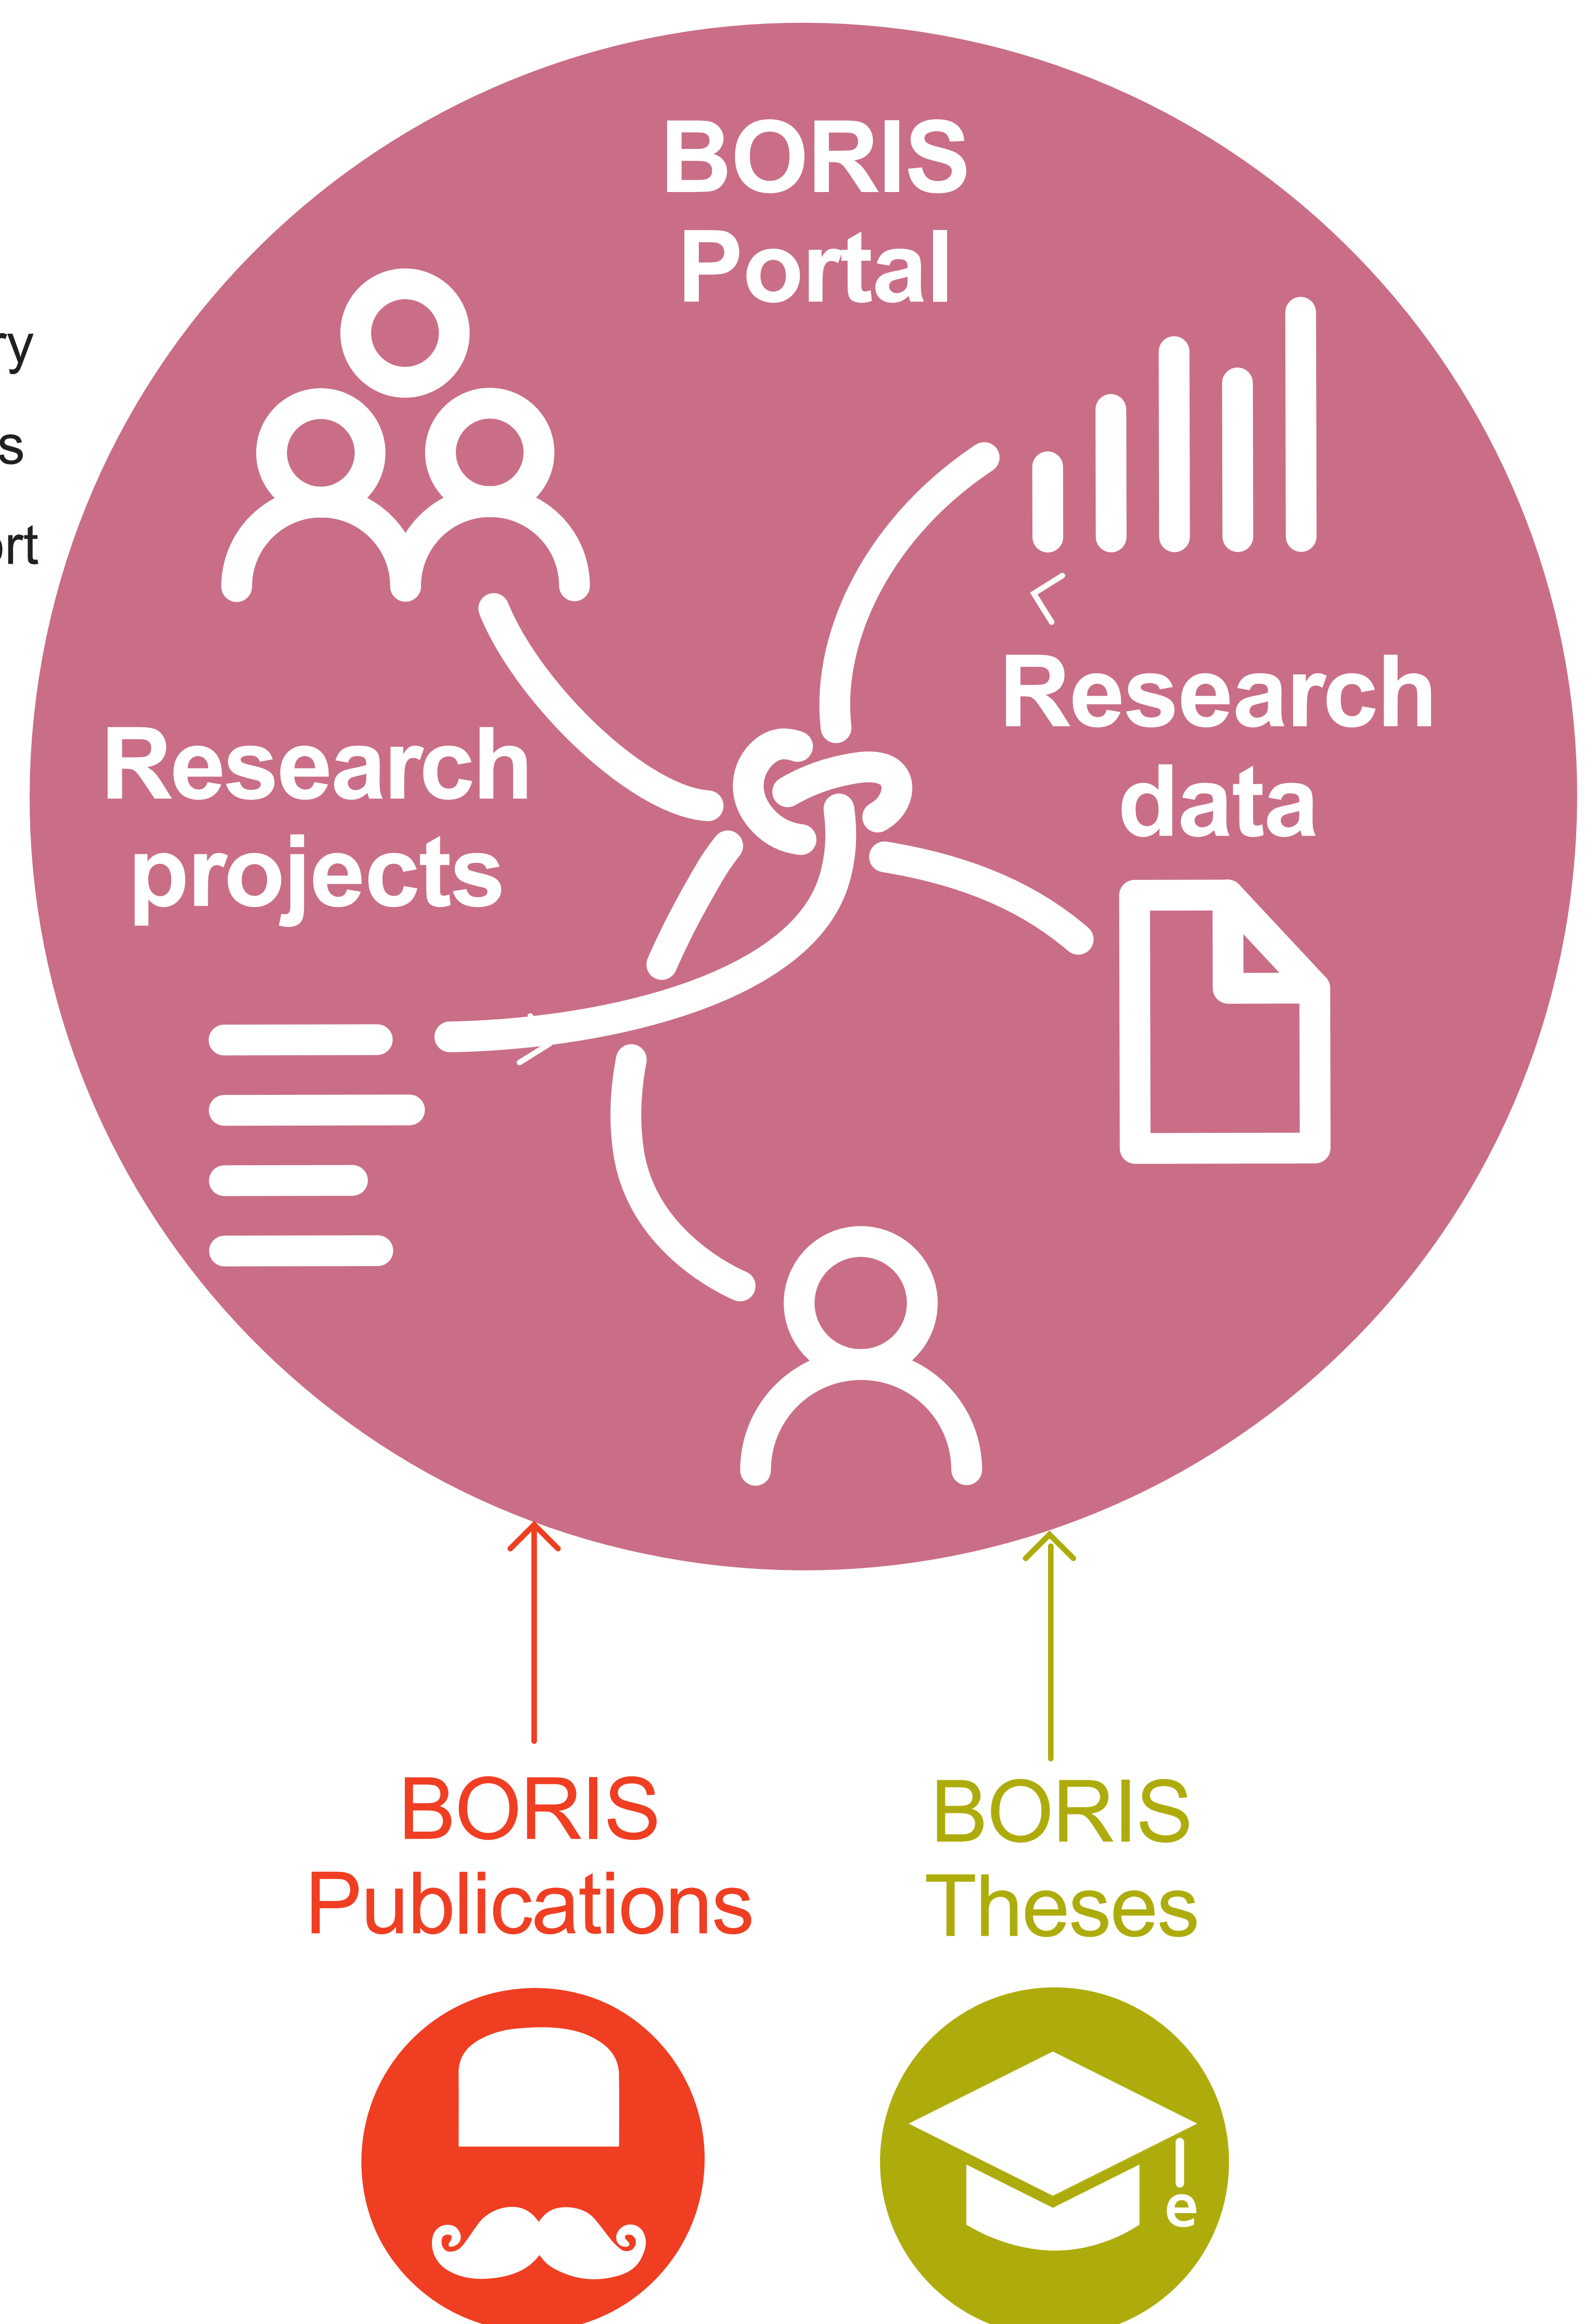 BORIS
Portal
Research
data
Research
projects
BORIS
Publications
BORIS
Theses
e